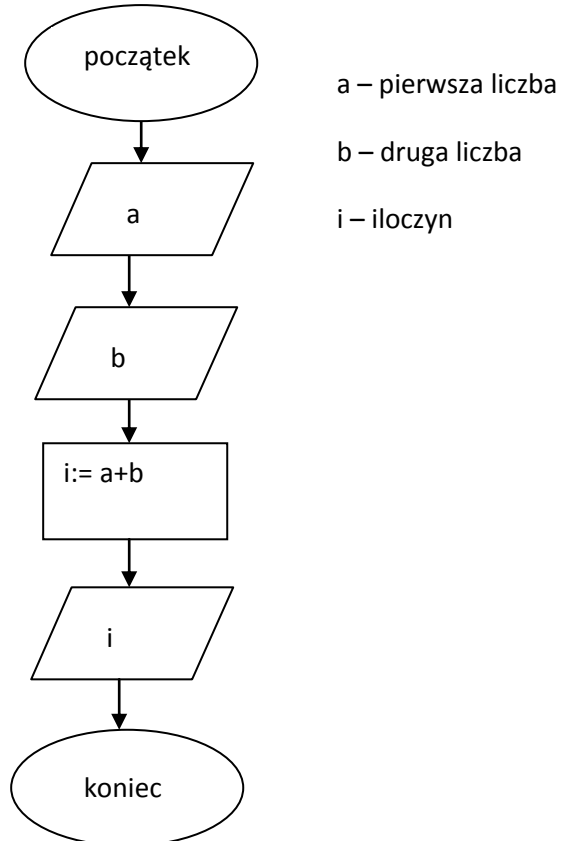 początek
a – pierwsza liczba
b – druga liczba
i – iloczyn
a
b
i:= a+b
i
koniec